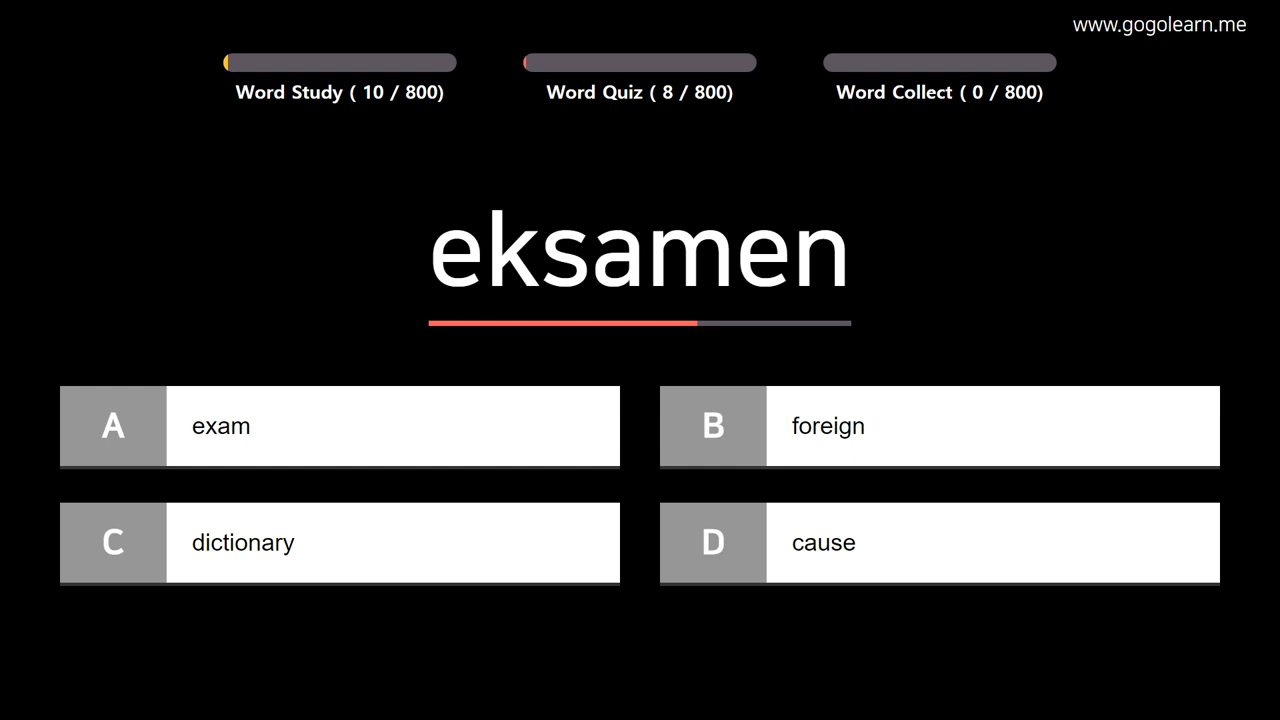 www.gogolearn.me
Word Study ( 10 / 800)
Word Quiz ( 8 / 800)
Word Collect ( 0 / 800)
eksamen
A exam
B foreign
C dictionary
D cause